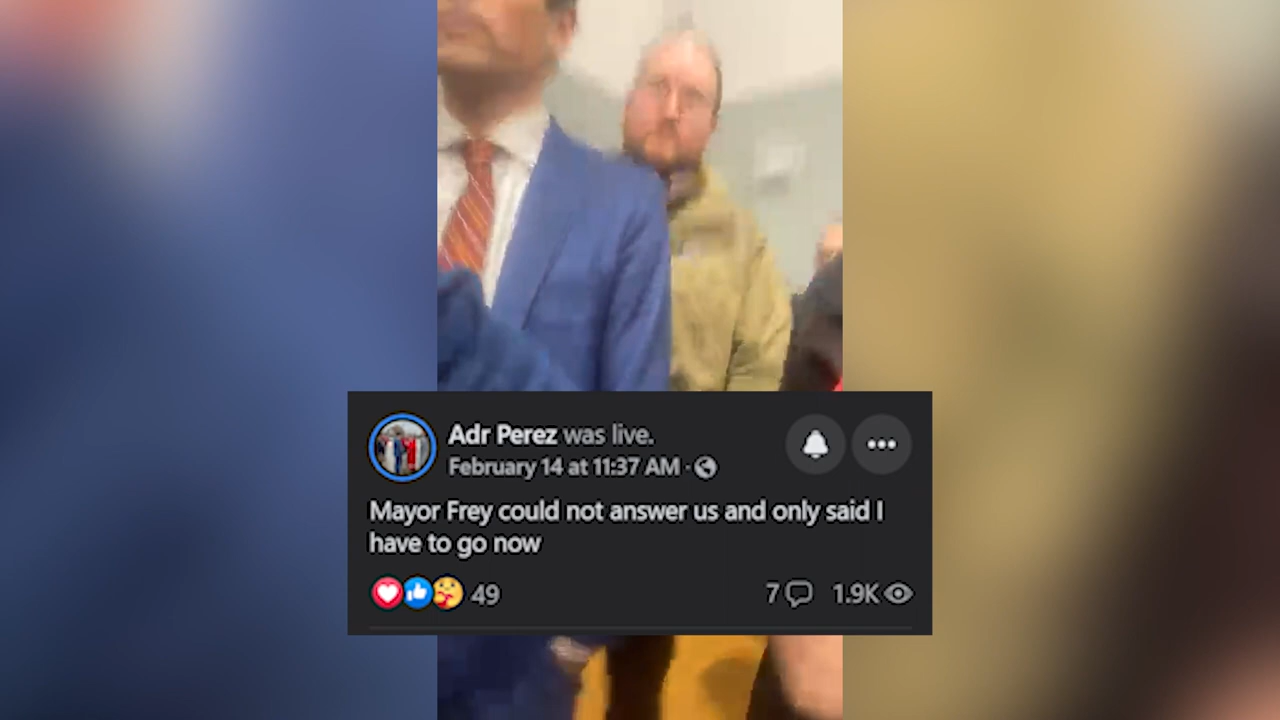 Adr Perez was live.
February 14 at 11:37 AM ·
Mayor Frey could not answer us and only said I
have to go now
49
7
1.9K